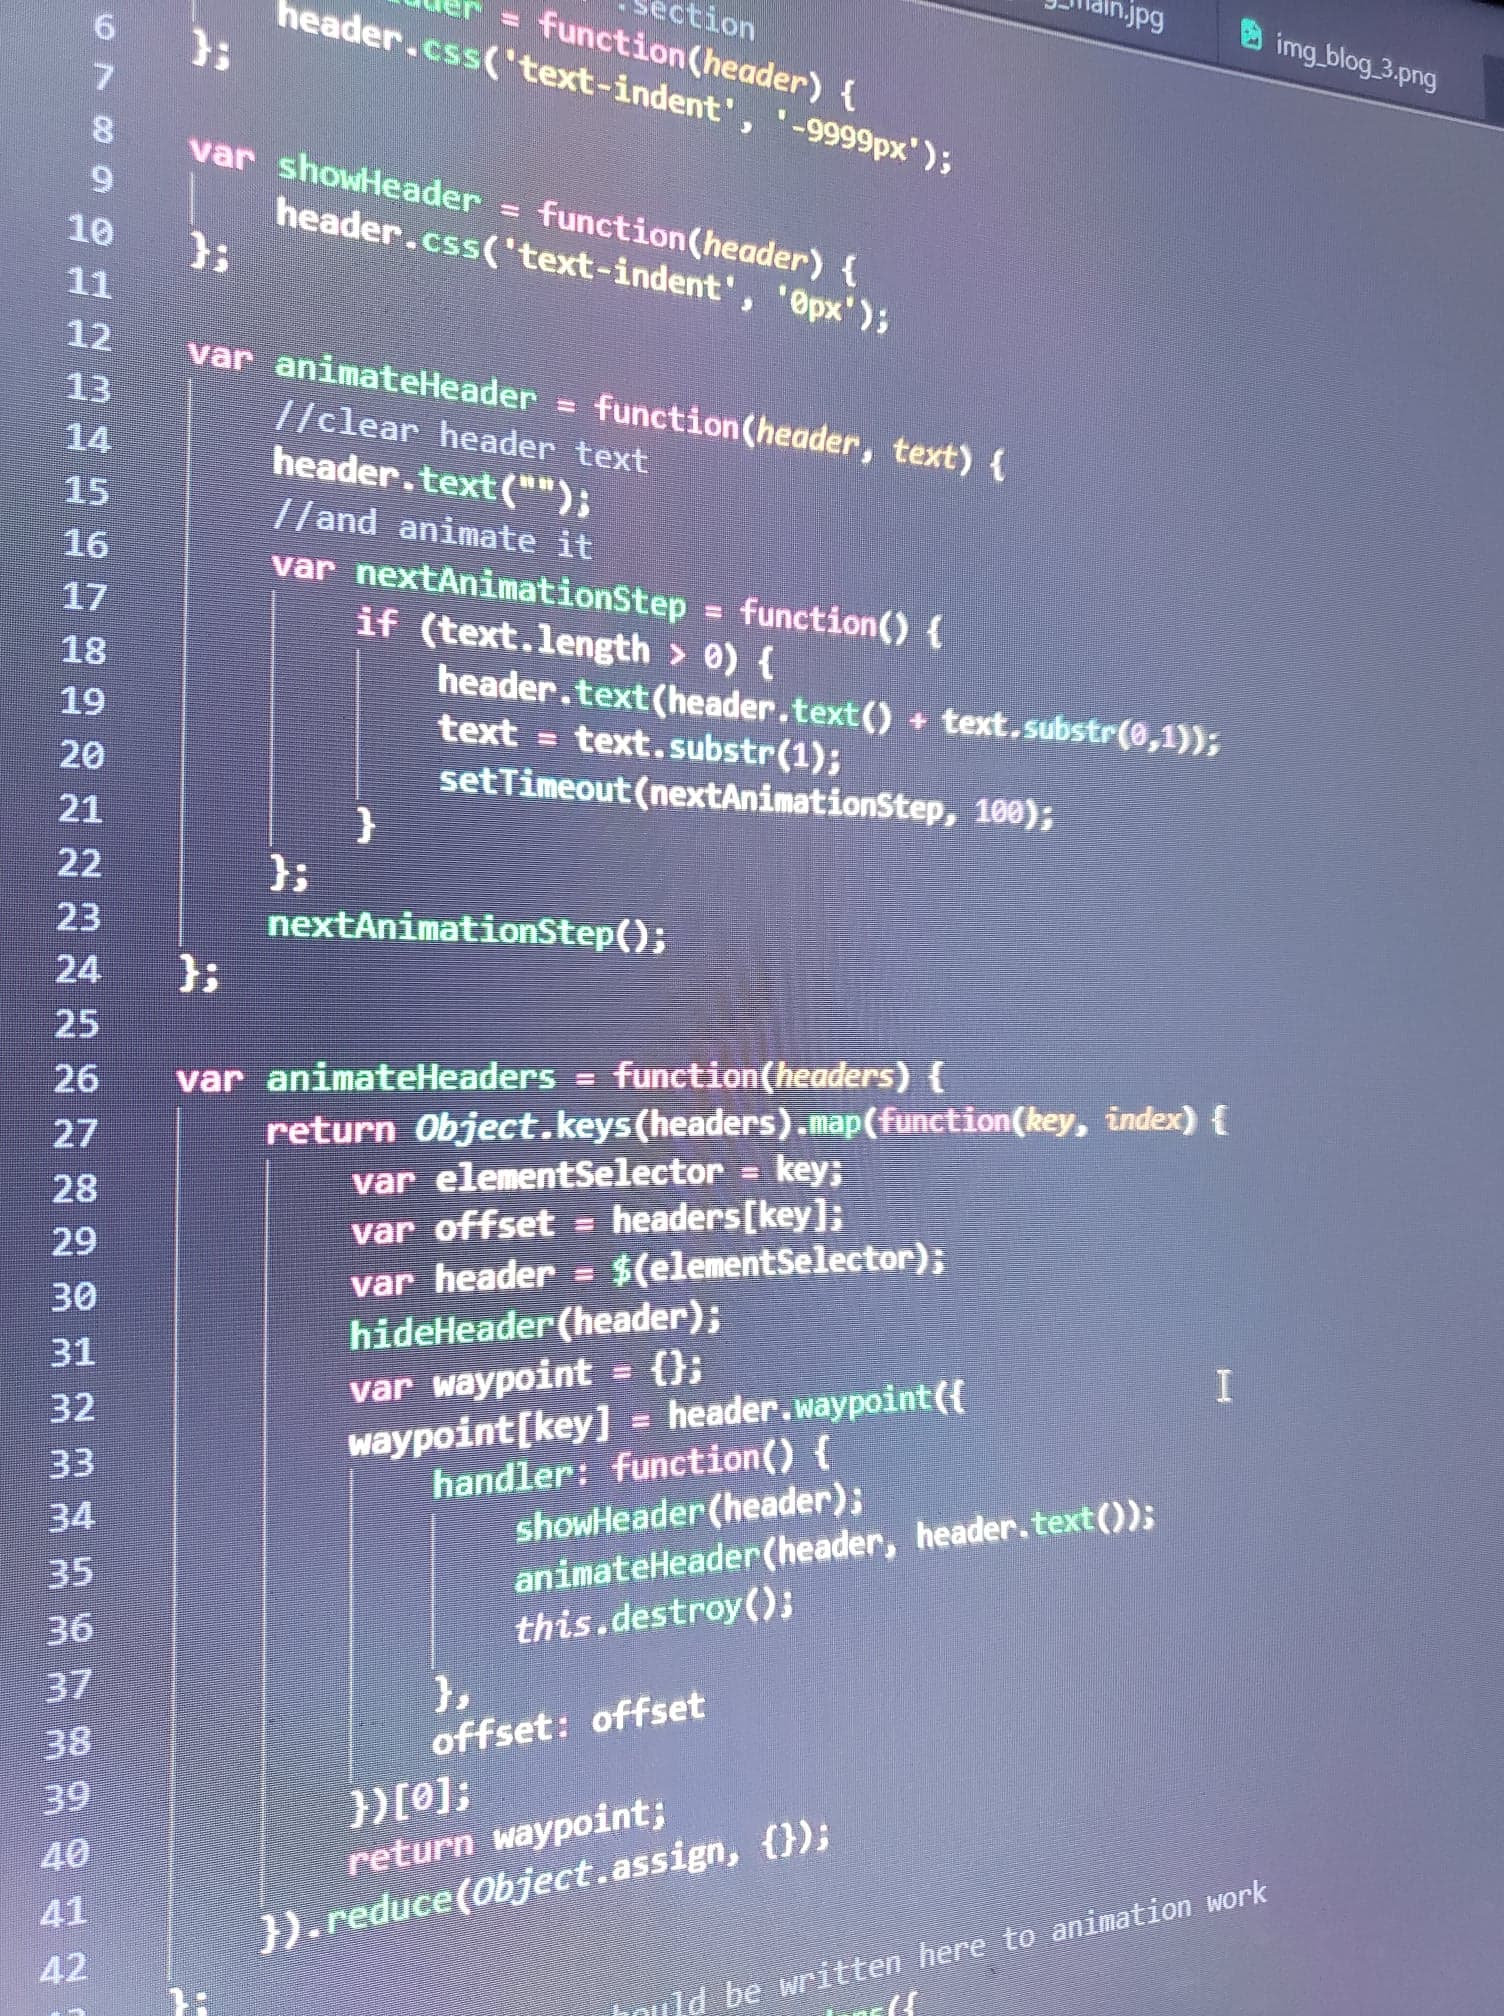 _main.jpg
img_blog_3.png
section
= function(header) {
6 header.css('text-indent', '-9999px');
7 };
8
9 var showHeader = function(header) {
10 header.css('text-indent', '0px');
11 };
12
13 var animateHeader = function(header, text) {
14 //clear header text
15 header.text("");
16 //and animate it
17 var nextAnimationStep = function() {
18 if (text.length > 0) {
19 header.text(header.text() + text.substr(0,1));
20 text = text.substr(1);
21 setTimeout(nextAnimationStep, 100);
22 }
23 };
24 nextAnimationStep();
25 };
26 var animateHeaders = function(headers) {
27 return Object.keys(headers).map(function(key, index) {
28 var elementSelector = key;
29 var offset = headers[key];
30 var header = $(elementSelector);
31 hideHeader(header);
32 var waypoint = {};
33 waypoint[key] = header.waypoint({
34 handler: function() {
35 showHeader(header);
36 animateHeader(header, header.text());
37 this.destroy();
38 },
39 offset: offset
40 })[0];
41 return waypoint;
42 }).reduce(Object.assign, {});
};
be written here to animation work
({